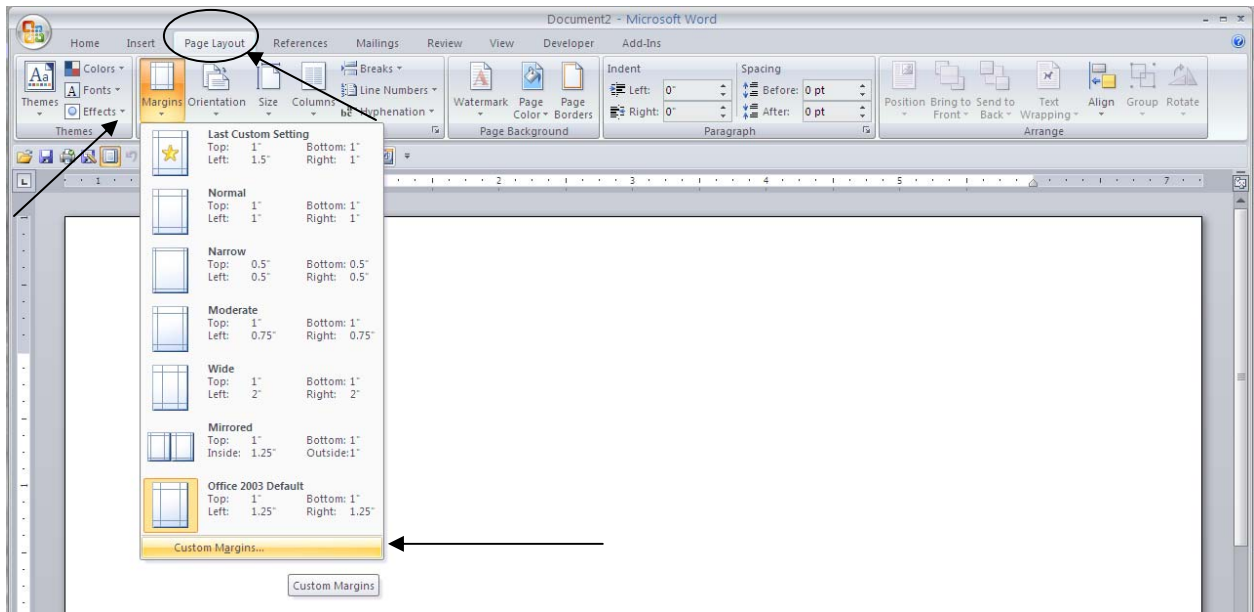 Document2 - Microsoft Word
Home Insert Page Layout References Mailings Review View Developer Add-Ins
Aa Colors Breaks Indent Spacing
A Fonts Line Numbers Left: 0" Before: 0 pt
Themes Effects Margins Orientation Size Columns Hyphenation Watermark Page Color Page Borders Right: 0" After: 0 pt Position Bring to Front Send to Back Text Wrapping Align Group Rotate
Themes Page Background Paragraph Arrange
Last Custom Setting
Top: 1" Bottom: 1"
Left: 1.5" Right: 1"
L 1 2 3 4 5 7
Normal
Top: 1" Bottom: 1"
Left: 1" Right: 1"
Narrow
Top: 0.5" Bottom: 0.5"
Left: 0.5" Right: 0.5"
Moderate
Top: 1" Bottom: 1"
Left: 0.75" Right: 0.75"
Wide
Top: 1" Bottom: 1"
Left: 2" Right: 2"
Mirrored
Top: 1" Bottom: 1"
Inside: 1.25" Outside:1"
Office 2003 Default
Top: 1" Bottom: 1"
Left: 1.25" Right: 1.25"
Custom Margins...
Custom Margins